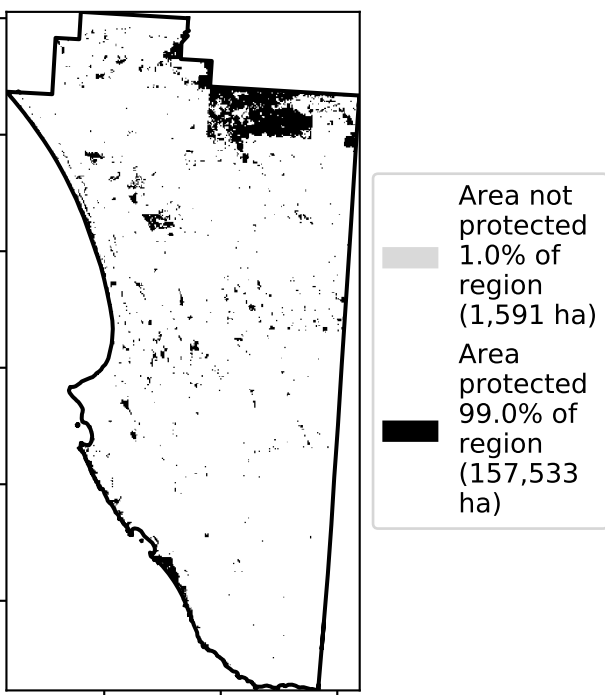 Area not
protected
1.0% of
region
(1,591 ha)
Area
protected
99.0% of
region
(157,533
ha)